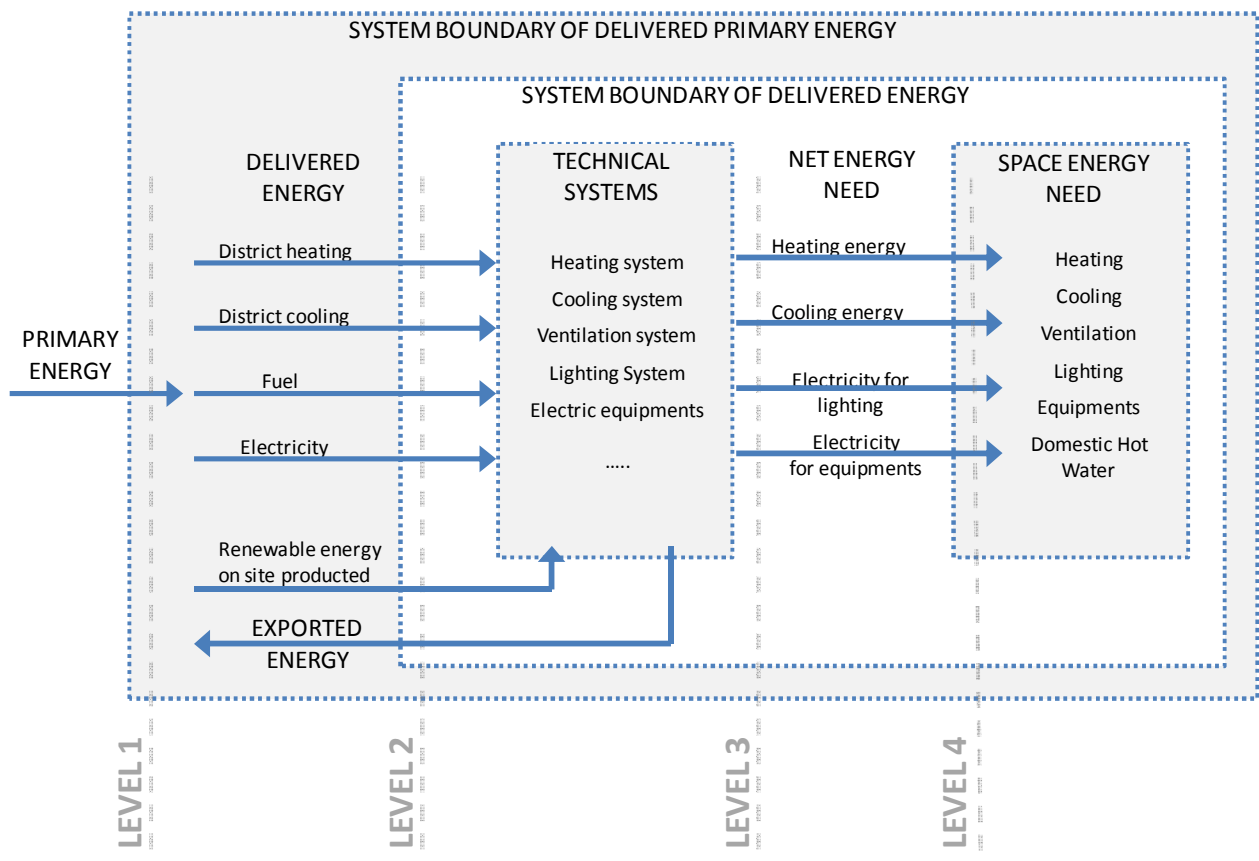 SYSTEM BOUNDARY OF DELIVERED PRIMARY ENERGY
SYSTEM BOUNDARY OF DELIVERED ENERGY
PRIMARY
ENERGY
DELIVERED
ENERGY
District heating
District cooling
Fuel
Electricity
Renewable energy
on site producted
EXPORTED
ENERGY
TECHNICAL
SYSTEMS
Heating system
Cooling system
Ventilation system
Lighting System
Electric equipments
.....
NET ENERGY
NEED
Heating energy
Cooling energy
Electricity for
lighting
Electricity
for equipments
SPACE ENERGY
NEED
Heating
Cooling
Ventilation
Lighting
Equipments
Domestic Hot
Water
LEVEL 1
LEVEL 2
LEVEL 3
LEVEL 4